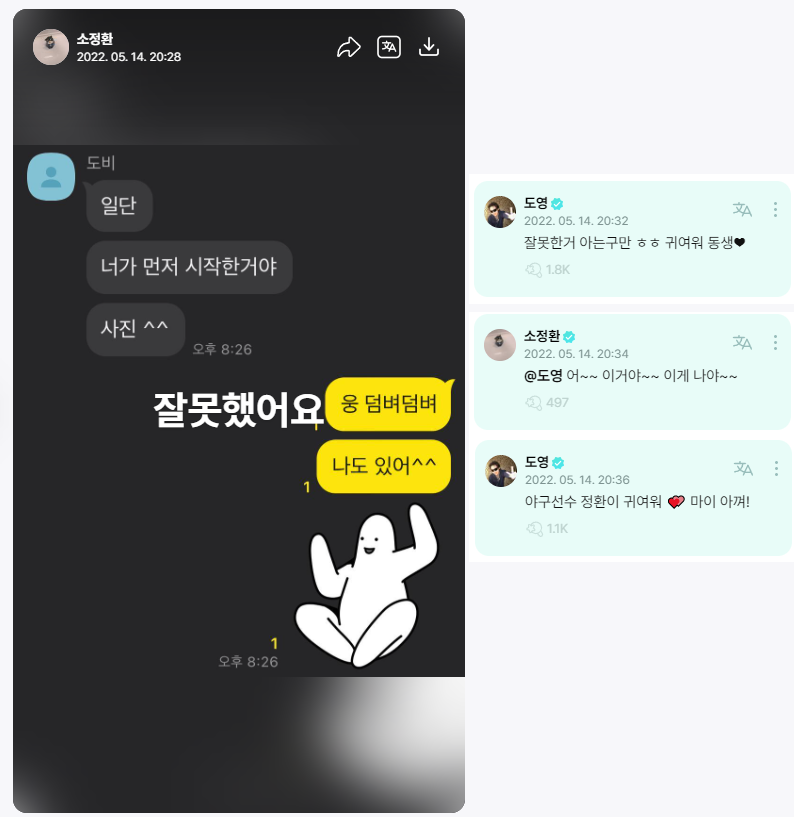 소정환
2022. 05. 14. 20:28
도비
일단
너가 먼저 시작한거야
사진 ^^
오후 8:26
잘못했어요
1
웅 덤벼덤벼
나도 있어^^
1
1
오후 8:26
도영
2022. 05. 14. 20:32
잘못한거 아는구만 ㅎㅎ 귀여워 동생🖤
1.8K
소정환
2022. 05. 14. 20:34
@도영 어~~ 이거야~~ 이게 나야~~
497
도영
2022. 05. 14. 20:36
야구선수 정환이 귀여워 💕 마이 아껴!
1.1K